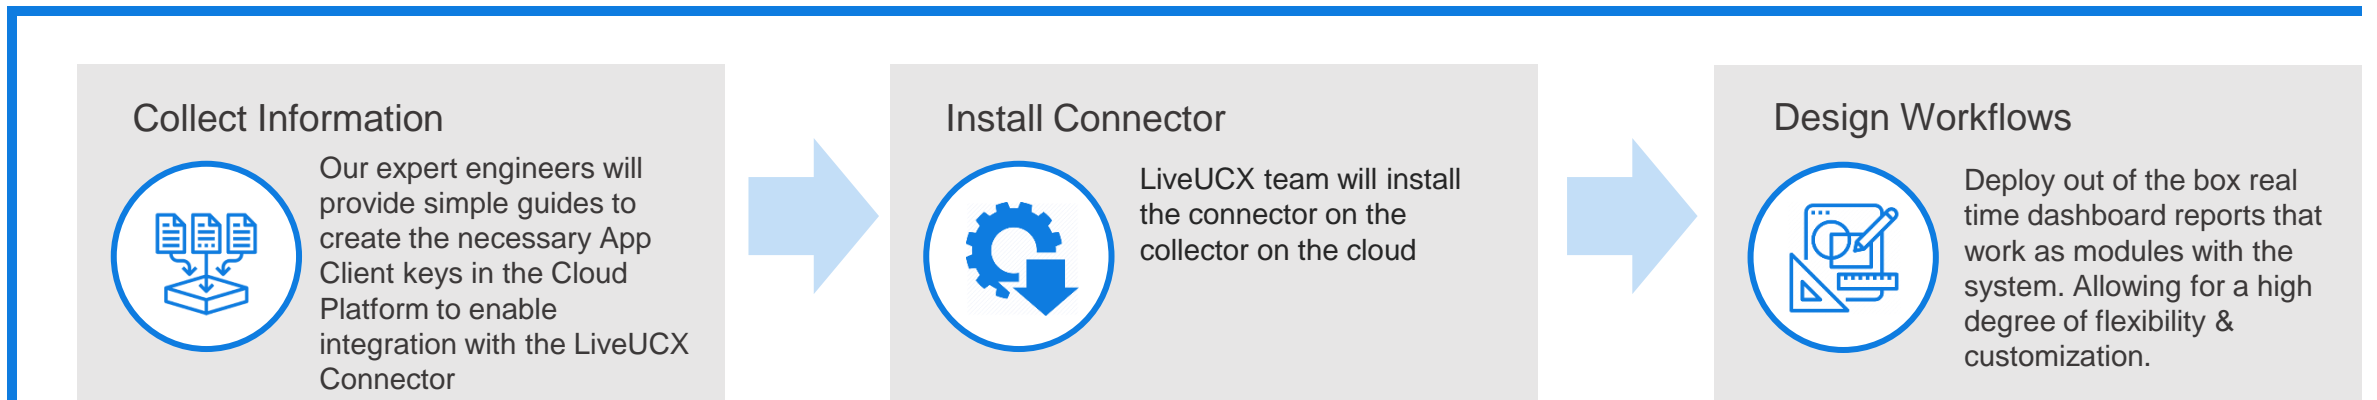 Collect Information
Our expert engineers will
provide simple guides to
create the necessary App
Client keys in the Cloud
Platform to enable
integration with the LiveUCX
Connector
Install Connector
LiveUCX team will install
the connector on the
collector on the cloud
Design Workflows
Deploy out of the box real
time dashboard reports that
work as modules with the
system. Allowing for a high
degree of flexibility &
customization.